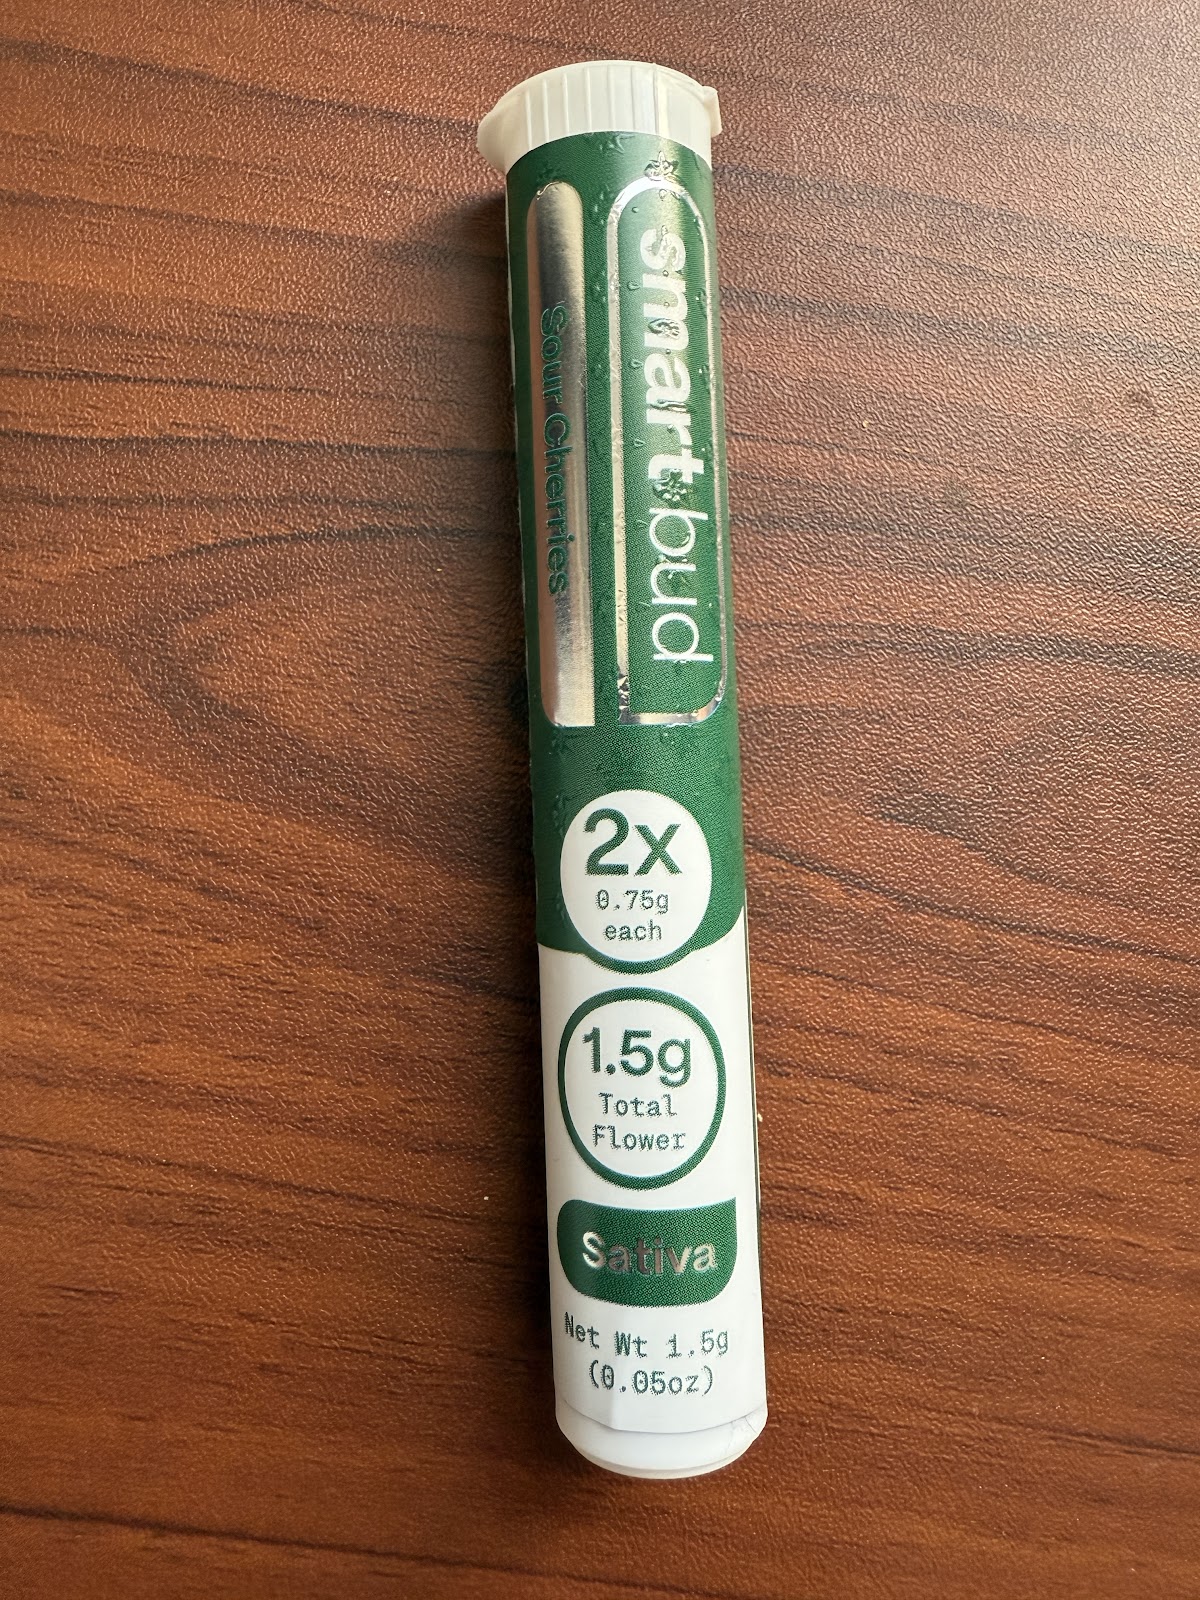 smartbud
Sour Cherries
2x
0.75g
each
1.5g
Total
Flower
Sativa
Net Wt 1.5g
(0.05oz)